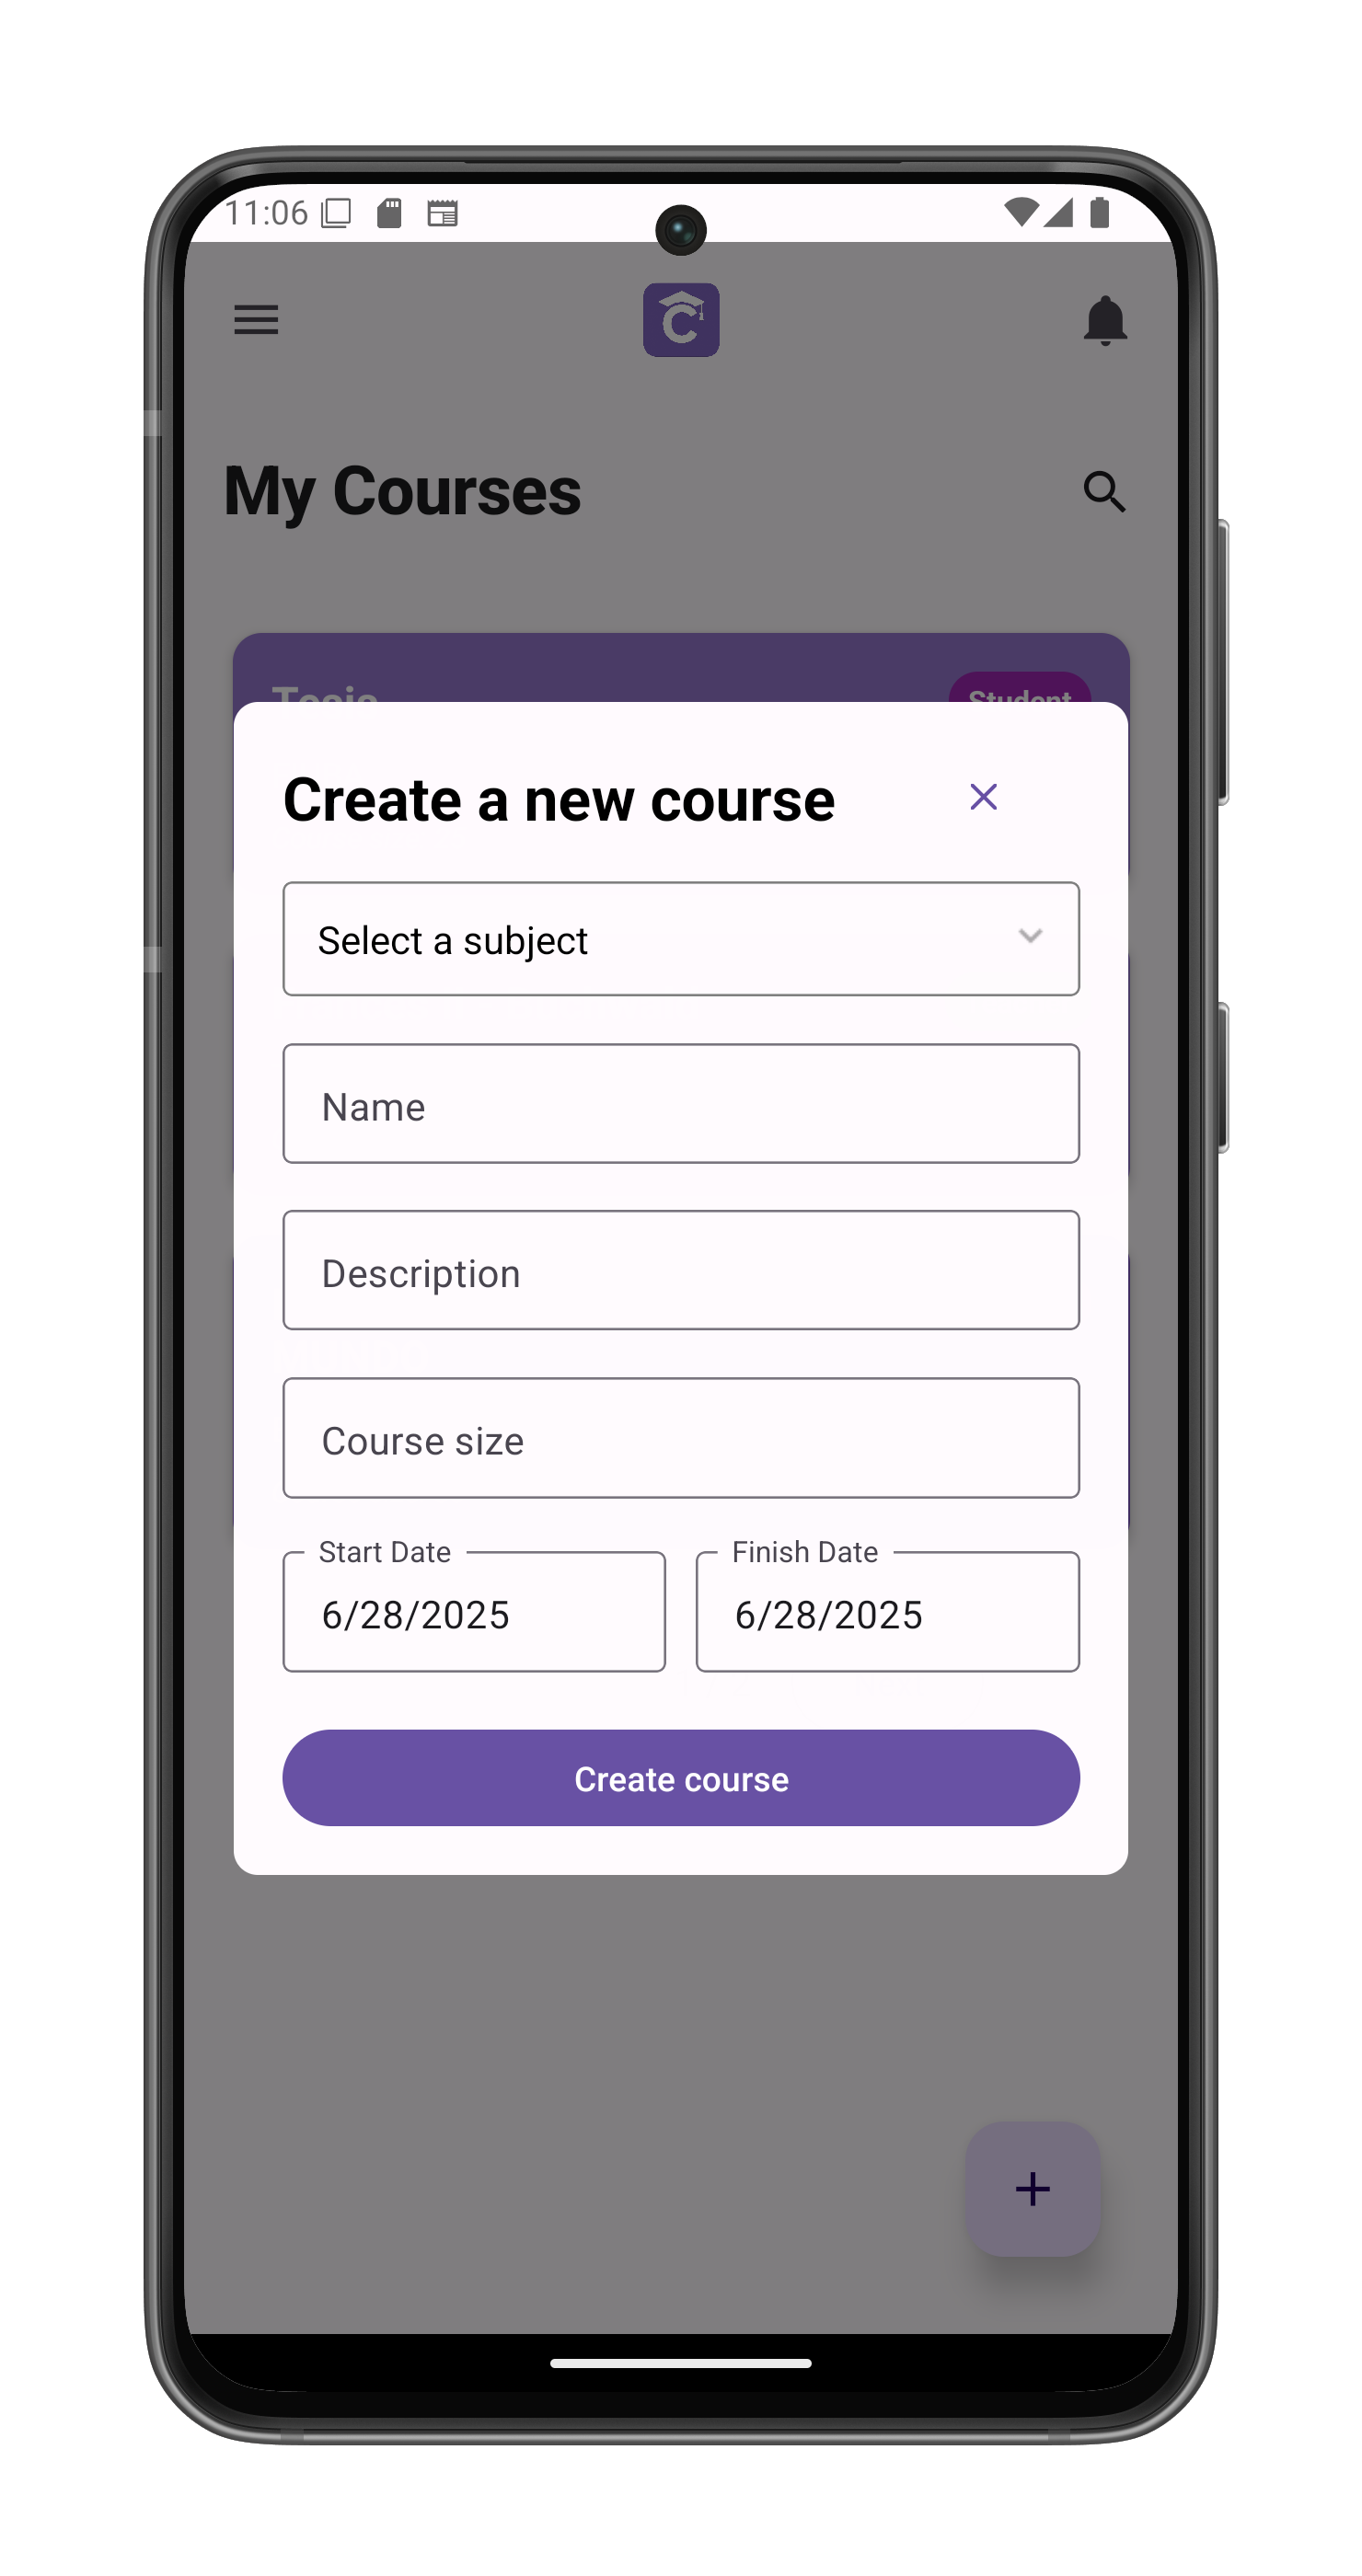 11:06
C
My Courses
Tesis Student
Create a new course
Select a subject
Name
Description
Course size
Start Date Finish Date
6/28/2025 6/28/2025
Create course